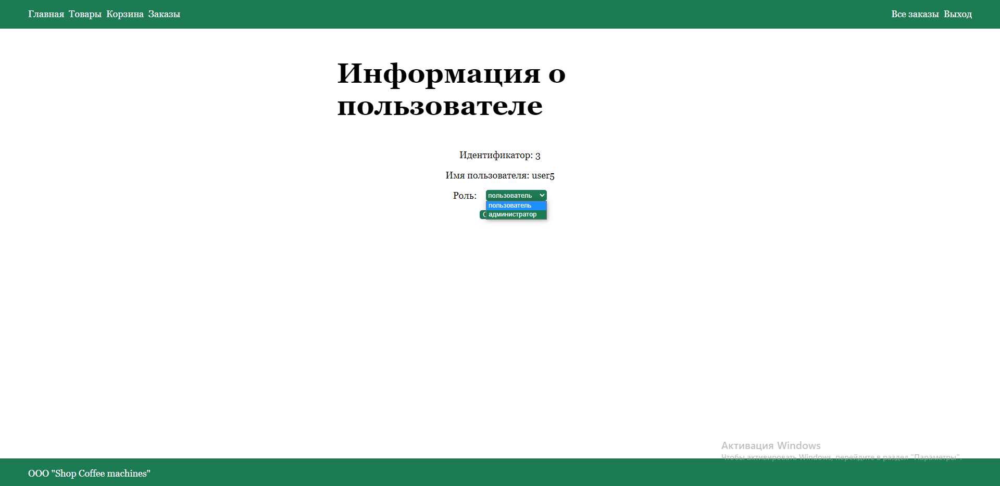 Главная Товары Корзина Заказы
Все заказы Выход
Информация о
пользователе
Идентификатор: 3
Имя пользователя: user5
Роль: пользователь
пользователь
администратор
Активация Windows
Чтобы активировать Windows, перейдите в раздел "Параметры".
ООО "Shop Coffee machines"